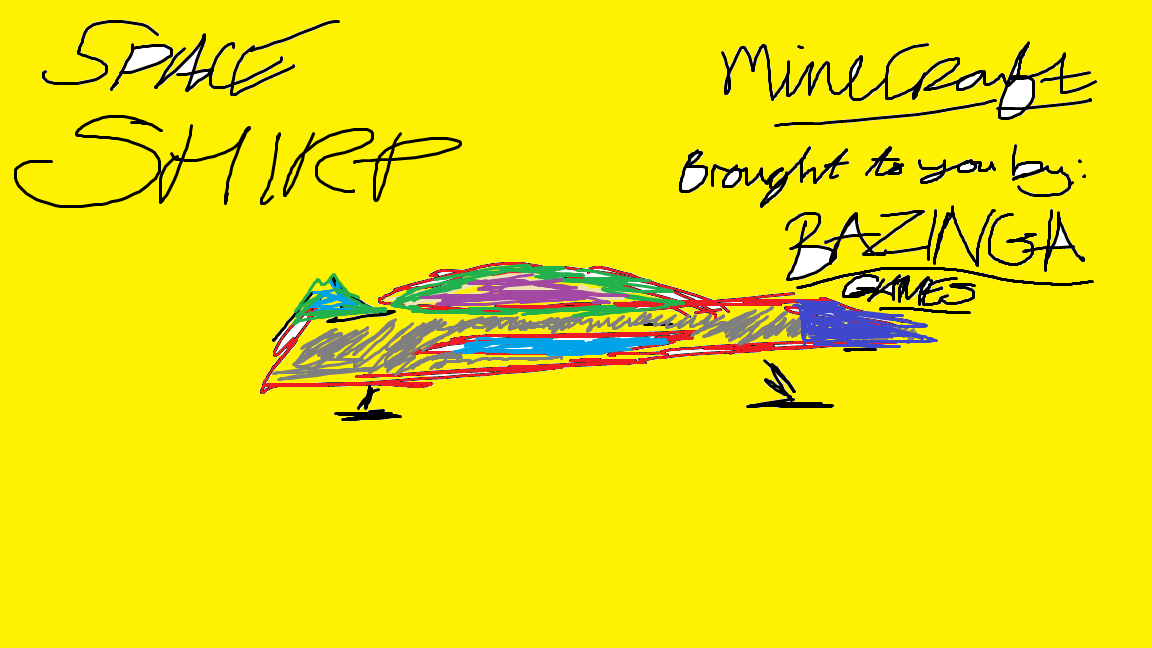 SPACE
SHIRP
MineCraft
Brought to you by:
BAZINGA
GAMES